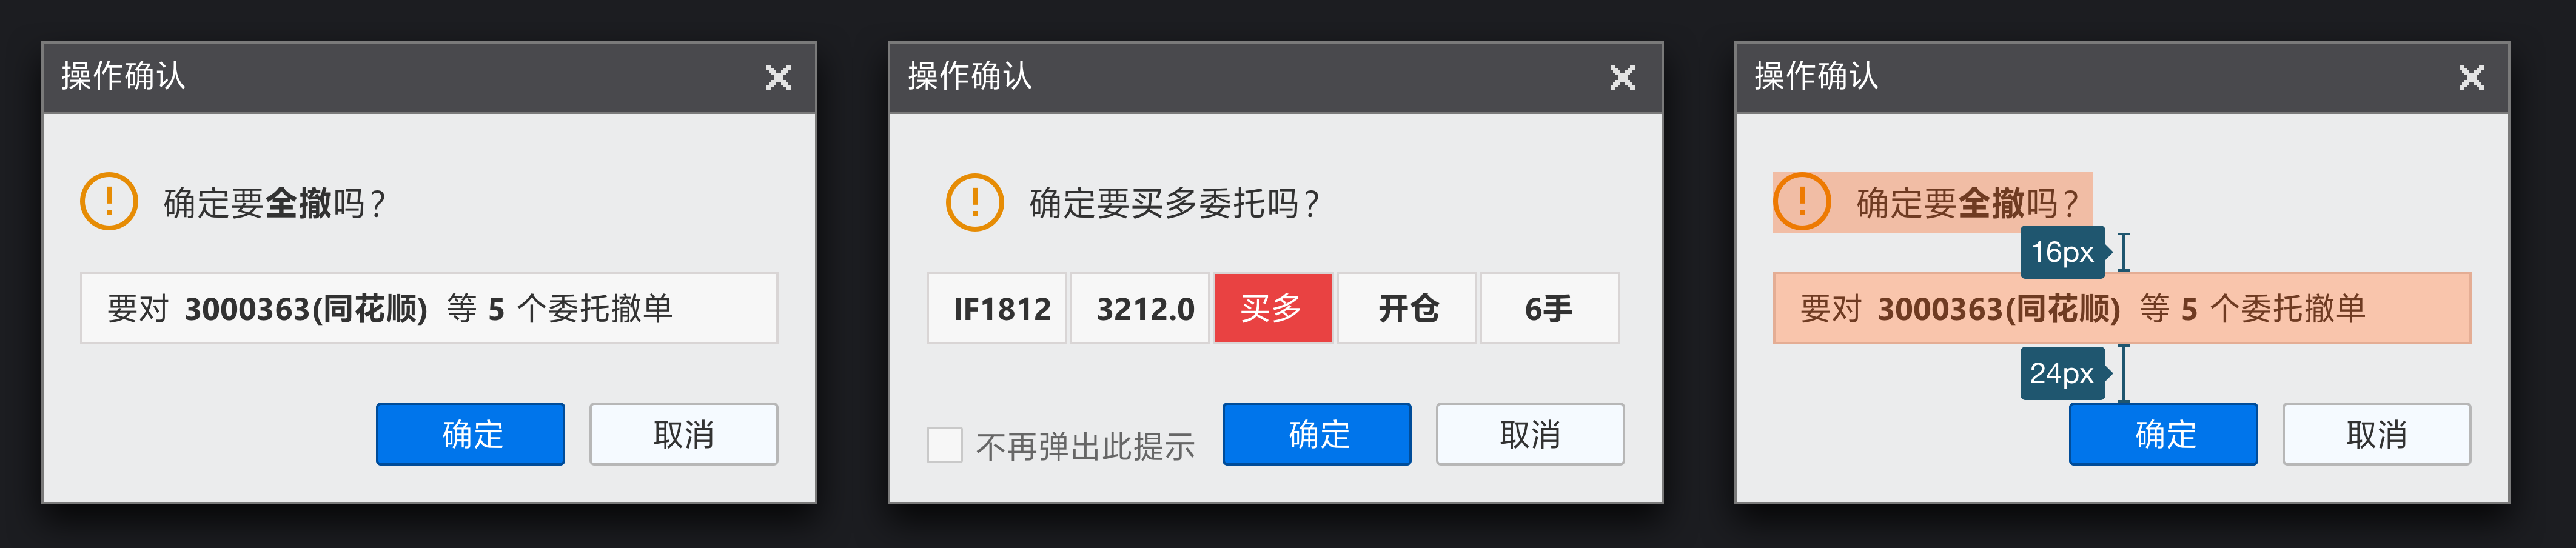 操作确认
确定要全撤吗？
要对 3000363(同花顺) 等 5 个委托撤单
确定 取消
操作确认
确定要买多委托吗？
IF1812 3212.0 买多 开仓 6手
不再弹出此提示 确定 取消
操作确认
确定要全撤吗？
16px
要对 3000363(同花顺) 等 5 个委托撤单
24px
确定 取消